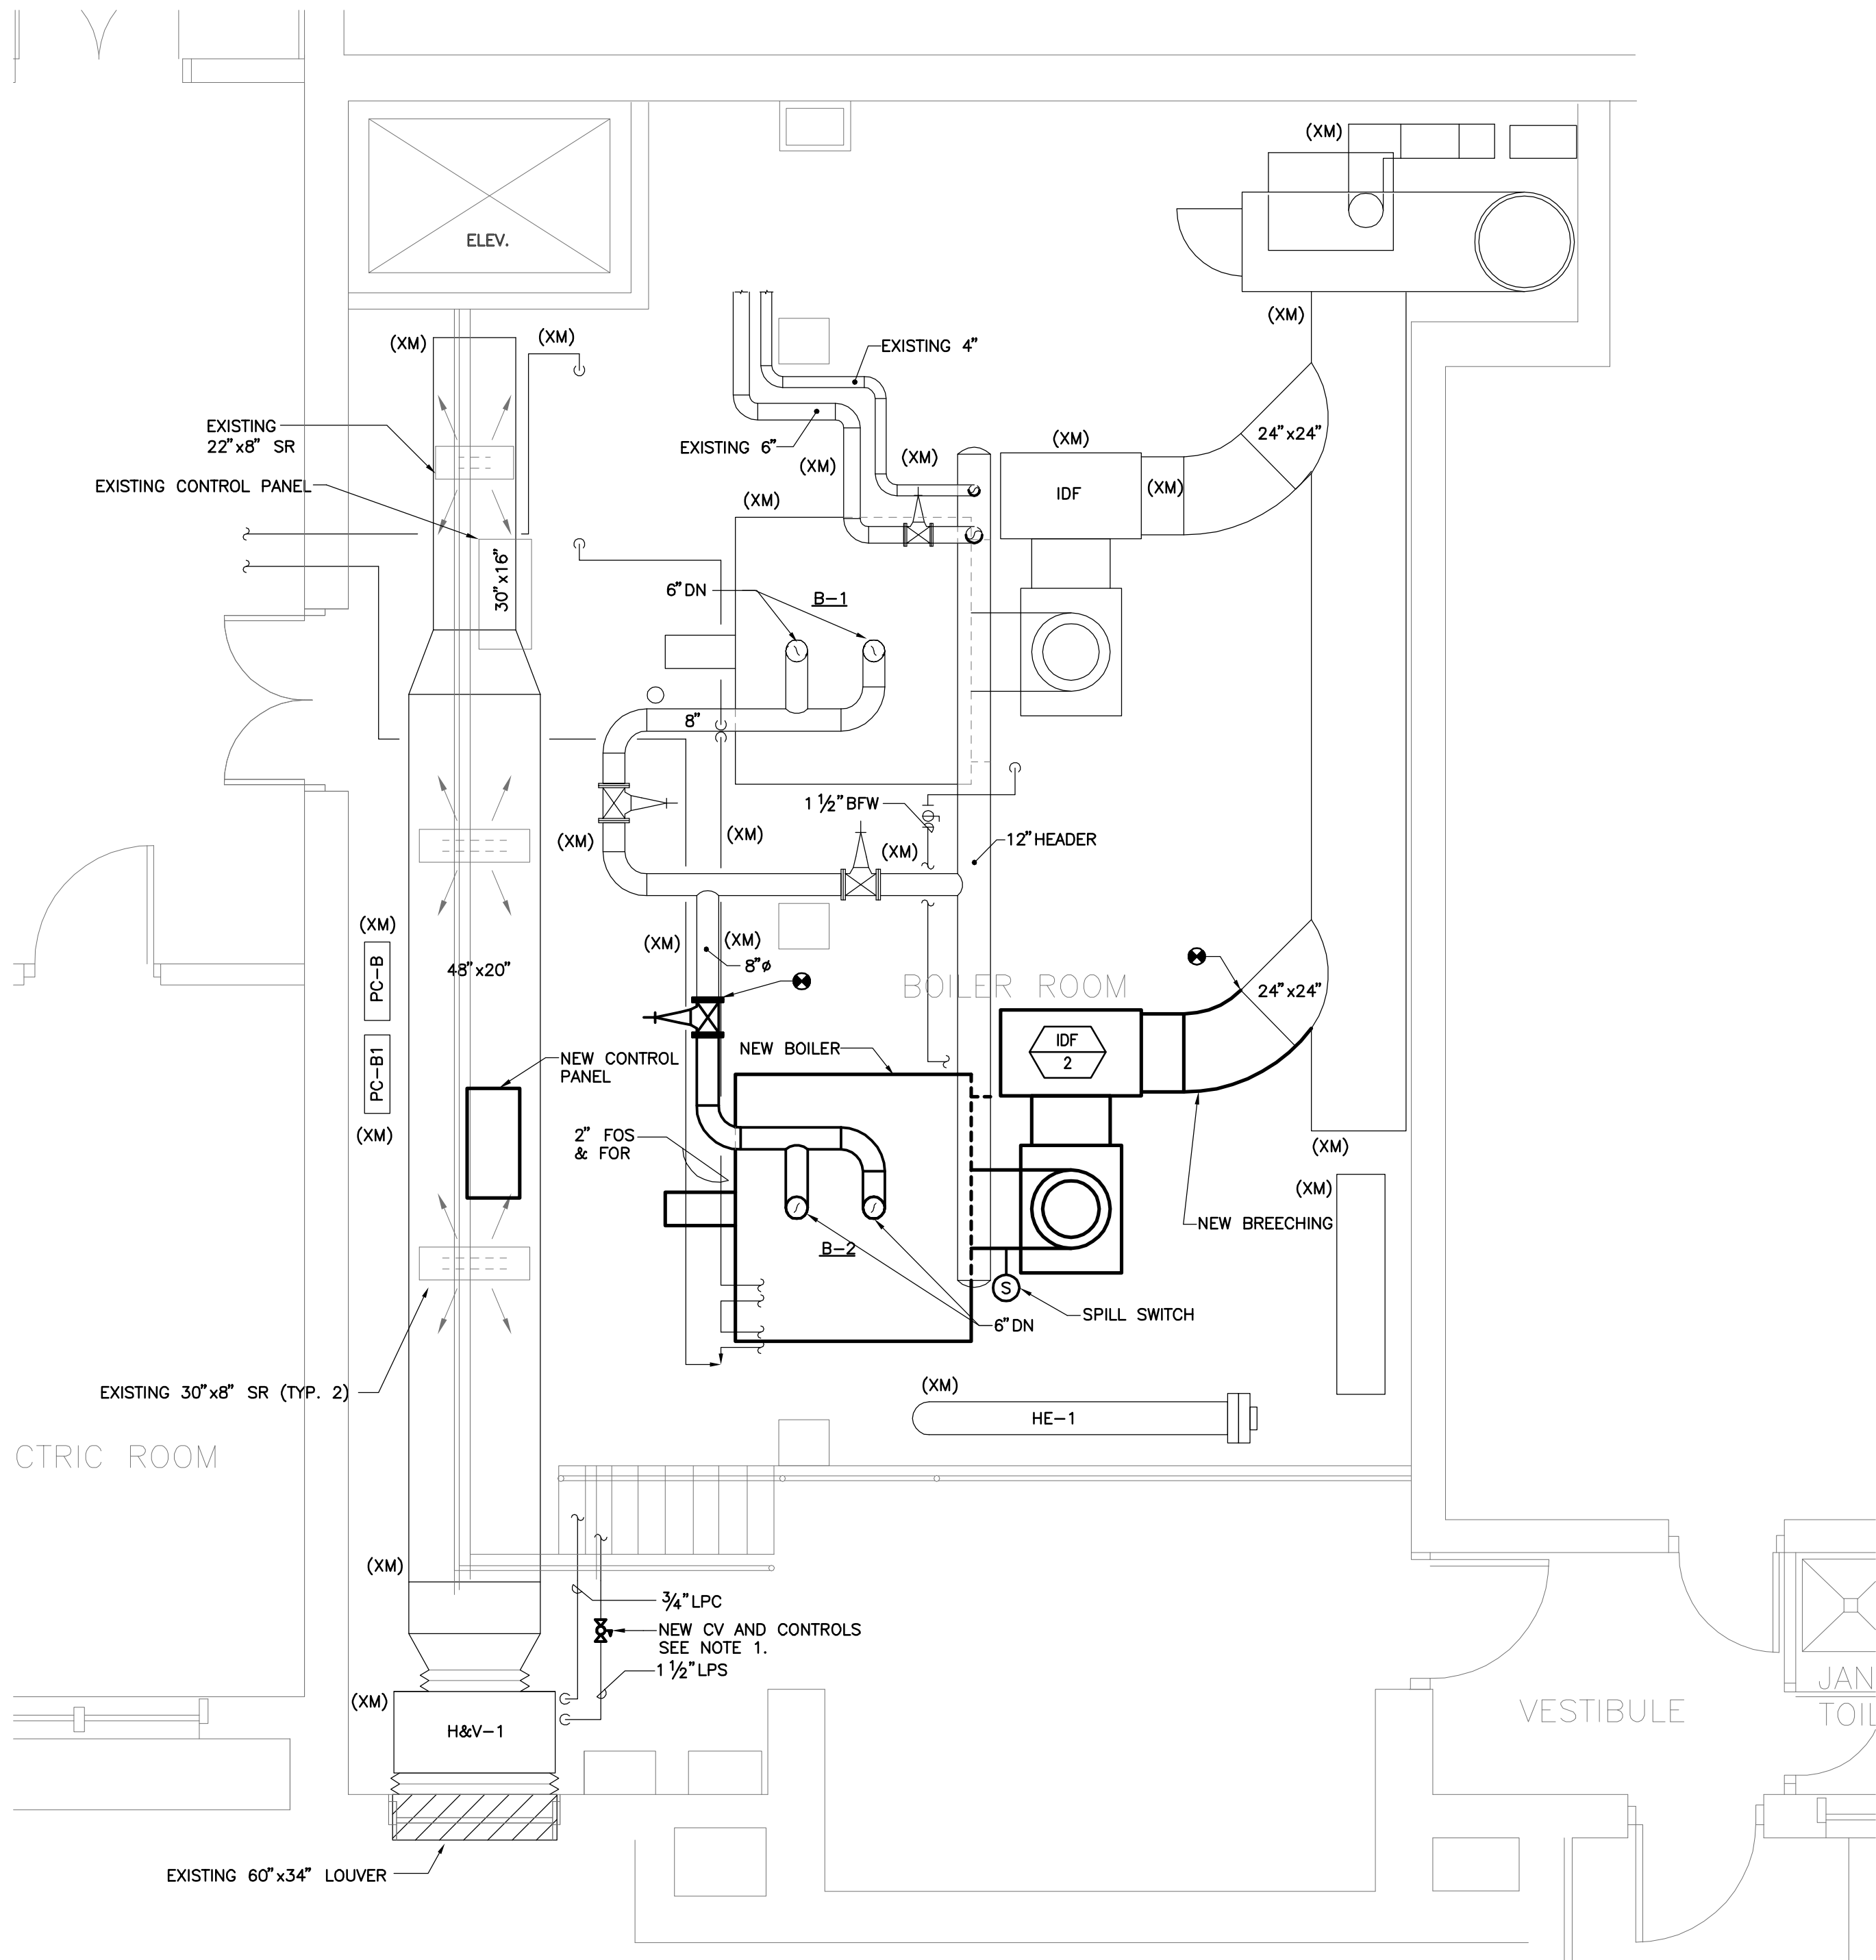 (XM)
ELEV.
(XM)
(XM)
(XM)
EXISTING 4"
EXISTING
22"x8" SR
24"x24"
(XM)
EXISTING 6"
(XM)
(XM)
EXISTING CONTROL PANEL
(XM)
IDF
(XM)
30"x16"
6" DN
B-1
8"
1 ½" BFW
(XM)
(XM)
(XM)
12" HEADER
(XM)
PC-B
(XM)
(XM)
48"x20"
8"ø
BOILER ROOM
24"x24"
NEW BOILER
IDF
2
NEW CONTROL
PANEL
PC-B1
(XM)
2" FOS
& FOR
(XM)
(XM)
NEW BREECHING
B-2
S
SPILL SWITCH
6" DN
EXISTING 30"x8" SR (TYP. 2)
(XM)
HE-1
CTRIC ROOM
(XM)
¾" LPC
NEW CV AND CONTROLS
SEE NOTE 1.
1 ½" LPS
(XM)
H&V-1
VESTIBULE
JAN
TOIL
EXISTING 60"x34" LOUVER